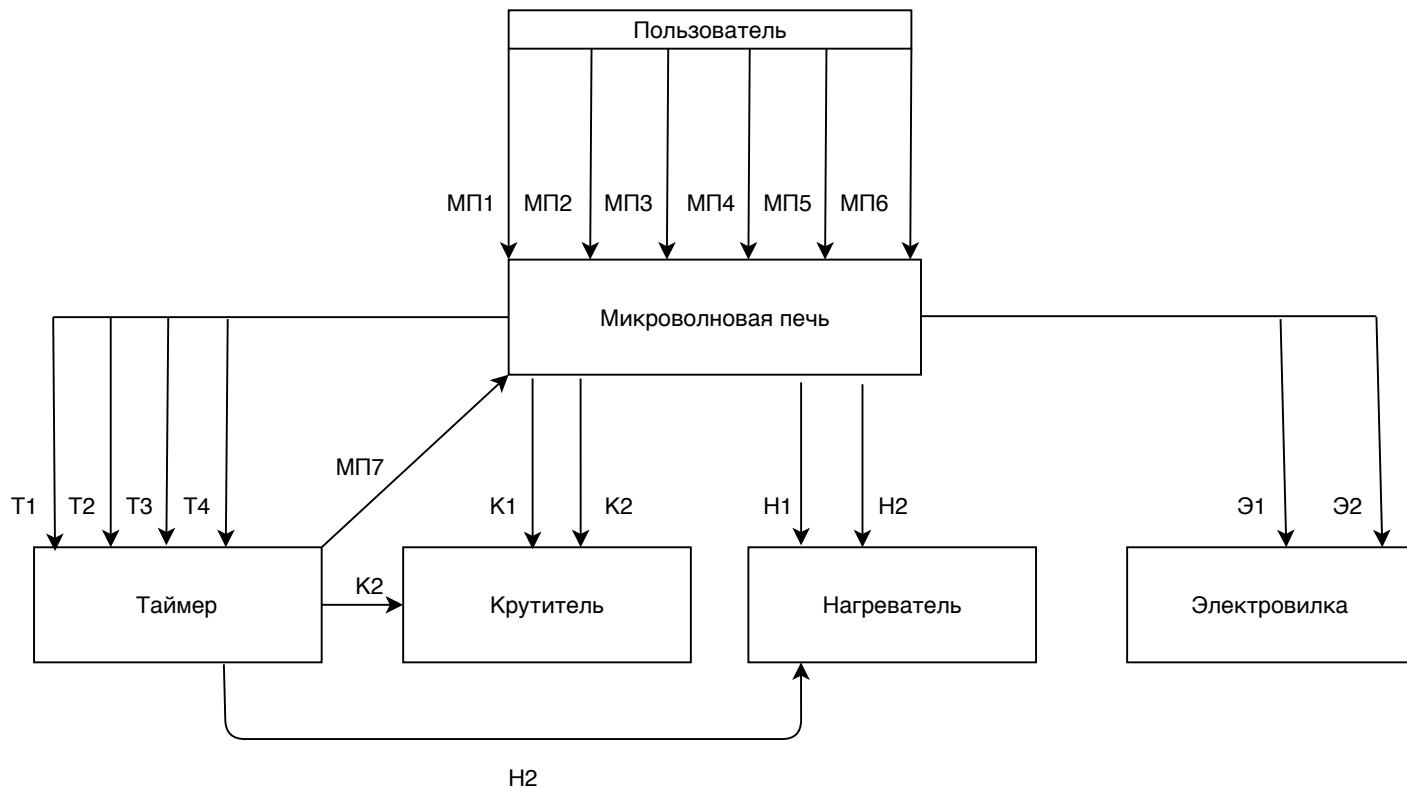 Пользователь
МП1 МП2 МП3 МП4 МП5 МП6
Микроволновая печь
МП7
Т1 Т2 Т3 Т4 К1 К2 Н1 Н2 Э1 Э2
К2
Таймер Крутитель Нагреватель Электровилка
Н2